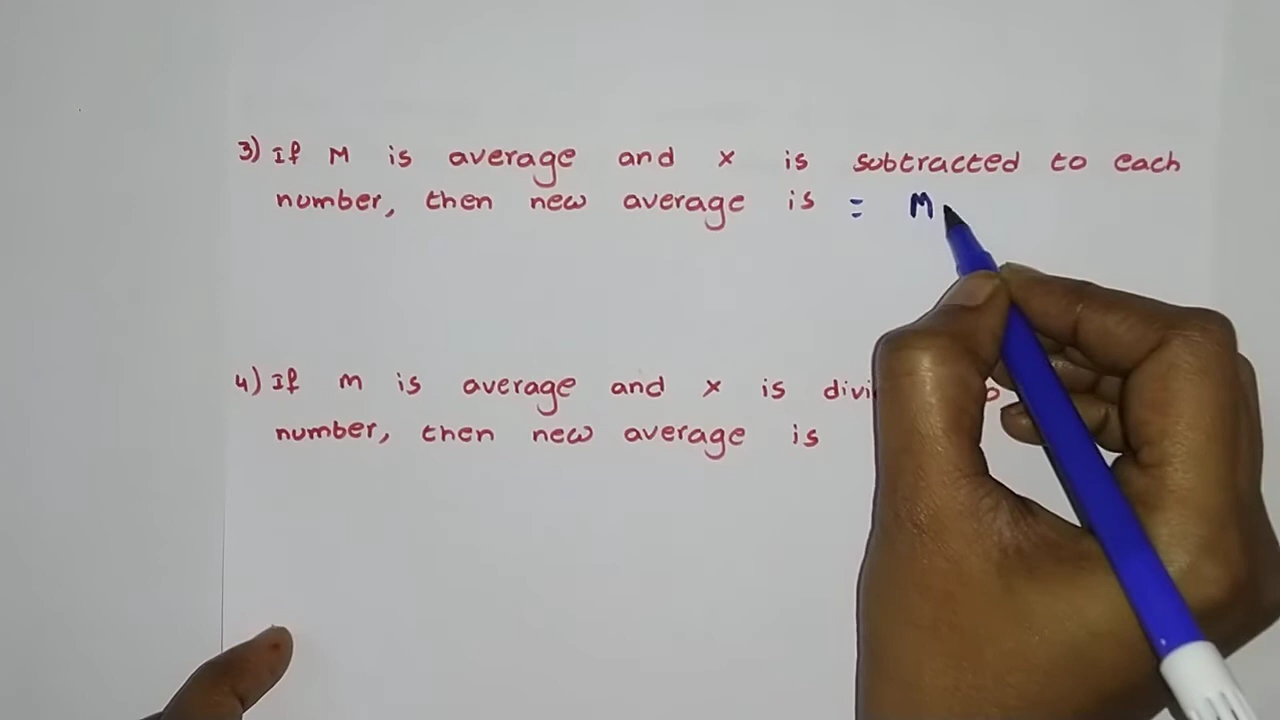 3) If M is average and x is subtracted to each
number, then new average is = M
4) If m is average and x is
number, then new average is